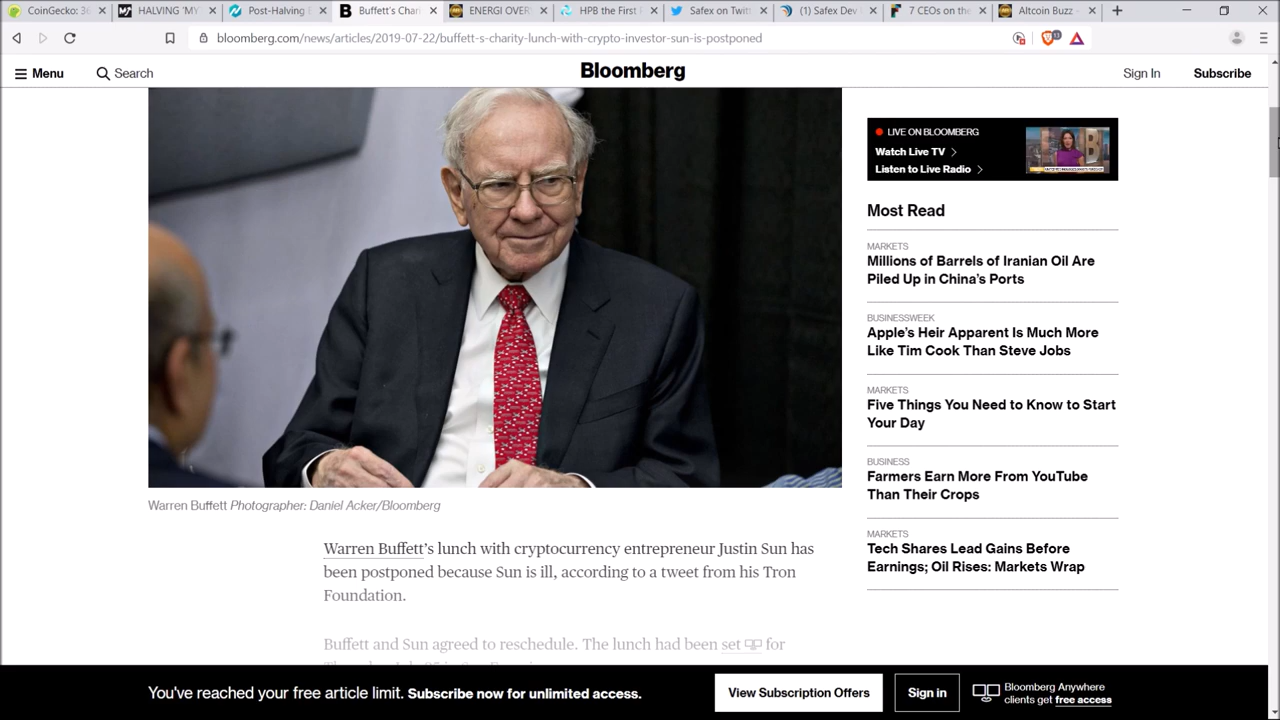 CoinGecko: 36
HALVING 'MY
Post-Halving E
Buffett's Chari
ENERGI OVER
HPB the First
Safex on Twitt
(1) Safex Dev
7 CEOs on the
Altcoin Buzz -
bloomberg.com/news/articles/2019-07-22/buffett-s-charity-lunch-with-crypto-investor-sun-is-postponed
13
Menu
Search
Bloomberg
Sign In
Subscribe
LIVE ON BLOOMBERG
Watch Live TV
Listen to Live Radio
Most Read
MARKETS
Millions of Barrels of Iranian Oil Are
Piled Up in China's Ports
BUSINESSWEEK
Apple's Heir Apparent Is Much More
Like Tim Cook Than Steve Jobs
MARKETS
Five Things You Need to Know to Start
Your Day
BUSINESS
Farmers Earn More From YouTube
Than Their Crops
MARKETS
Tech Shares Lead Gains Before
Earnings; Oil Rises: Markets Wrap
Warren Buffett Photographer: Daniel Acker/Bloomberg
Warren Buffett's lunch with cryptocurrency entrepreneur Justin Sun has
been postponed because Sun is ill, according to a tweet from his Tron
Foundation.
Buffett and Sun agreed to reschedule. The lunch had been set for
You've reached your free article limit. Subscribe now for unlimited access.
View Subscription Offers
Sign in
Bloomberg Anywhere
clients get free access